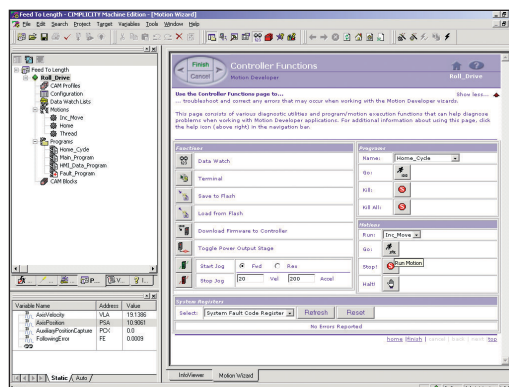 Feed To Length - CIMPLICITY Machine Edition - [Motion Wizard]
File Edit Search Project Target Variables Tools Window Help
Feed To Length
Roll_Drive
CAM Profiles
Configuration
Data Watch Lists
Motions
Inc_Move
Home
Thread
Programs
Home_Cycle
Main_Program
HMI_Data_Program
Fault_Program
CAM Blocks
Variable Name Address Value
AxisVelocity VLA 19.1386
AxisPosition PSA 10.9061
AuxiliaryPositionCapture PCX 0.0
FollowingError FE 0.0009
Static Auto
Finish
Cancel
Controller Functions
Motion Developer
Roll_Drive
Use the Controller Functions page to...
Show less...
... troubleshoot and correct any errors that may occur when working with the Motion Developer wizards.
This page consists of various diagnostic utilities and program/motion execution functions that can help diagnose
problems when working with Motion Developer applications. For additional information about using this page, click
the help icon (above right) in the navigation bar.
Functions
Data Watch
Terminal
Save to Flash
Load from Flash
Download Firmware to Controller
Toggle Power Output Stage
Start Jog Fwd Rev
Stop Jog 20 Vel 200 Accel
Programs
Name: Home_Cycle
Go:
Kill:
Kill All:
Motions
Run: Inc_Move
Go:
Stop! Run Motion
Halt!
System Registers
Select: System Fault Code Register Refresh Reset
No Errors Reported
home |finish | cancel | back | next |top
InfoViewer Motion Wizard